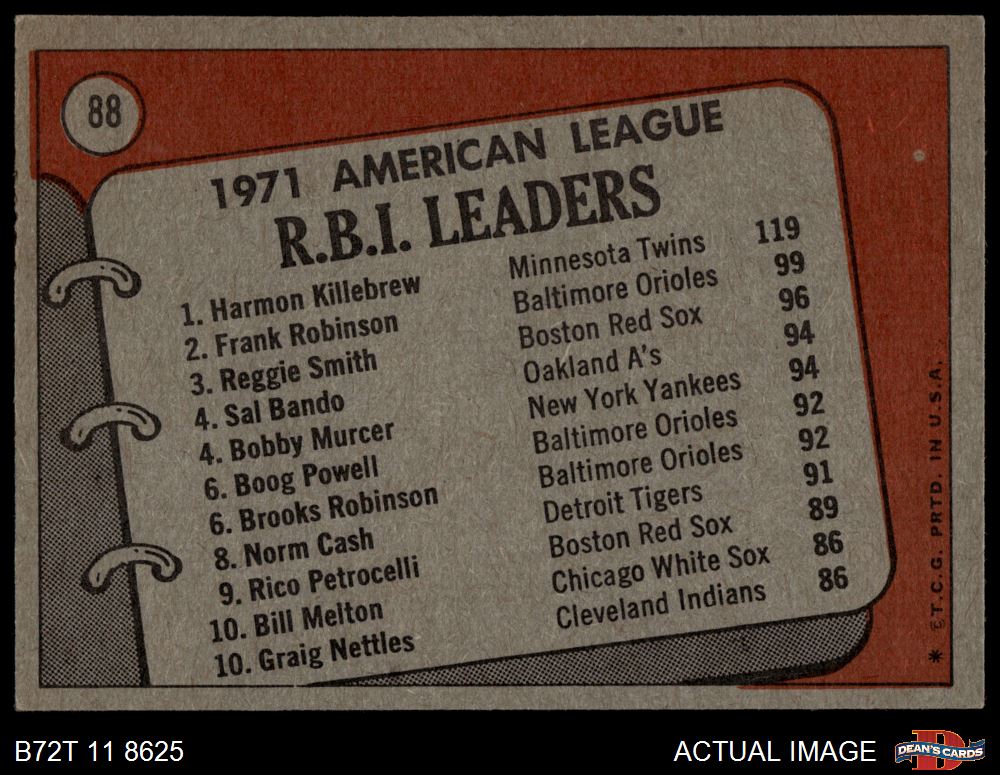 88
1971 AMERICAN LEAGUE
R.B.I. LEADERS
1. Harmon Killebrew Minnesota Twins 119
2. Frank Robinson Baltimore Orioles 99
3. Reggie Smith Boston Red Sox 96
4. Sal Bando Oakland A's 94
4. Bobby Murcer New York Yankees 94
6. Boog Powell Baltimore Orioles 92
6. Brooks Robinson Baltimore Orioles 92
8. Norm Cash Detroit Tigers 91
9. Rico Petrocelli Boston Red Sox 89
10. Bill Melton Chicago White Sox 86
10. Graig Nettles Cleveland Indians 86
* © T.C.G. PRTD. IN U.S.A.
B72T 11 8625
ACTUAL IMAGE
D
DEAN'S CARDS